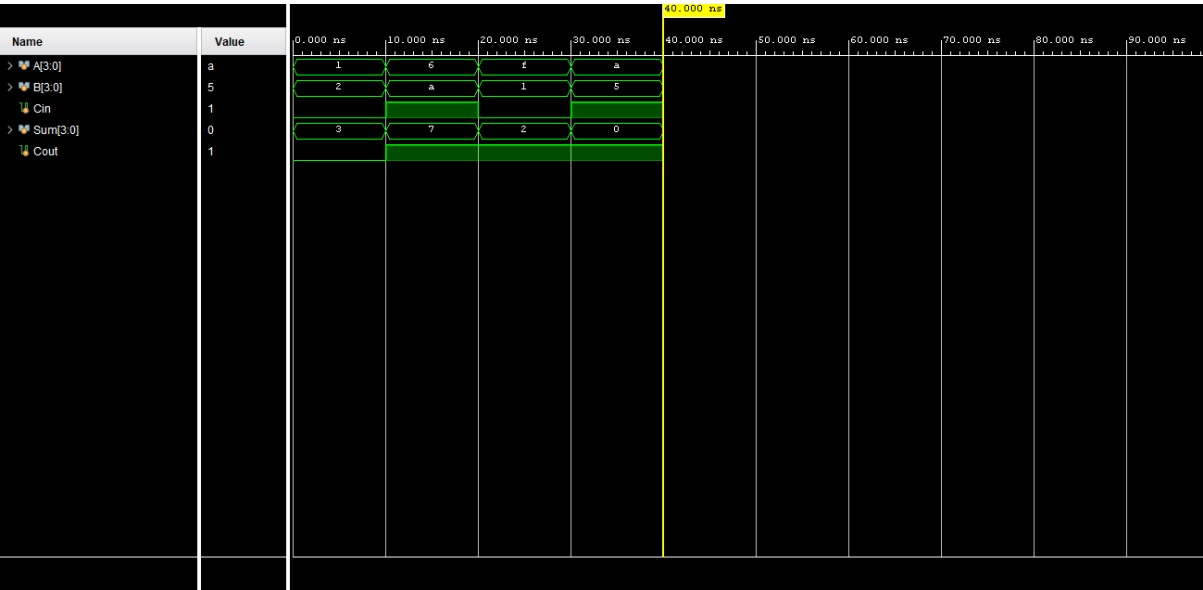 40.000 ns
Name Value
0.000 ns 10.000 ns 20.000 ns 30.000 ns 40.000 ns 50.000 ns 60.000 ns 70.000 ns 80.000 ns 90.000 ns
A[3:0] a 1 6 f a
B[3:0] 5 2 a 1 5
Cin 1
Sum[3:0] 0 3 7 2 0
Cout 1